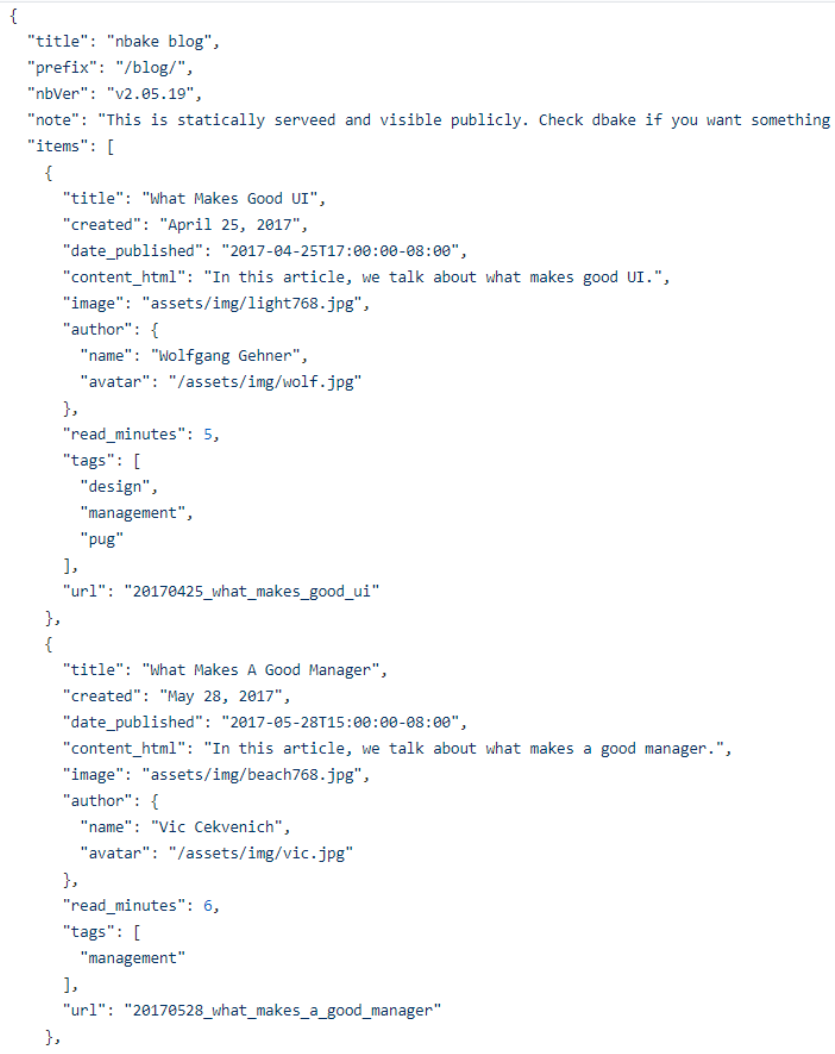 {
"title": "nbake blog",
"prefix": "/blog/",
"nbVer": "v2.05.19",
"note": "This is statically serveed and visible publicly. Check dbake if you want something
"items": [
{
"title": "What Makes Good UI",
"created": "April 25, 2017",
"date_published": "2017-04-25T17:00:00-08:00",
"content_html": "In this article, we talk about what makes good UI.",
"image": "assets/img/light768.jpg",
"author": {
"name": "Wolfgang Gehner",
"avatar": "/assets/img/wolf.jpg"
},
"read_minutes": 5,
"tags": [
"design",
"management",
"pug"
],
"url": "20170425_what_makes_good_ui"
},
{
"title": "What Makes A Good Manager",
"created": "May 28, 2017",
"date_published": "2017-05-28T15:00:00-08:00",
"content_html": "In this article, we talk about what makes a good manager.",
"image": "assets/img/beach768.jpg",
"author": {
"name": "Vic Cekvenich",
"avatar": "/assets/img/vic.jpg"
},
"read_minutes": 6,
"tags": [
"management"
],
"url": "20170528_what_makes_a_good_manager"
},